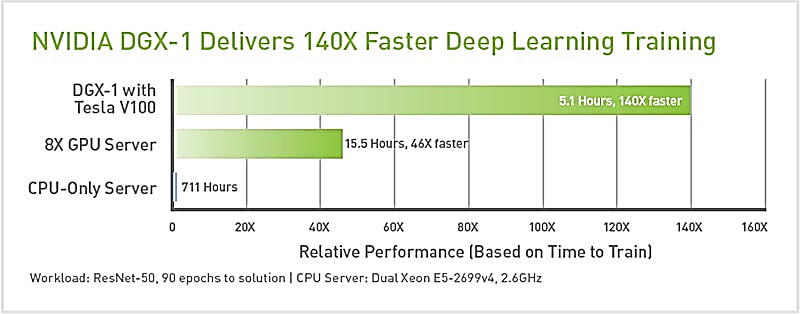 NVIDIA DGX-1 Delivers 140X Faster Deep Learning Training
DGX-1 with
Tesla V100
5.1 Hours, 140X faster
8X GPU Server
15.5 Hours, 46X faster
CPU-Only Server
711 Hours
0 20X 40X 60X 80X 100X 120X 140X 160X
Relative Performance (Based on Time to Train)
Workload: ResNet-50, 90 epochs to solution | CPU Server: Dual Xeon E5-2699v4, 2.6GHz